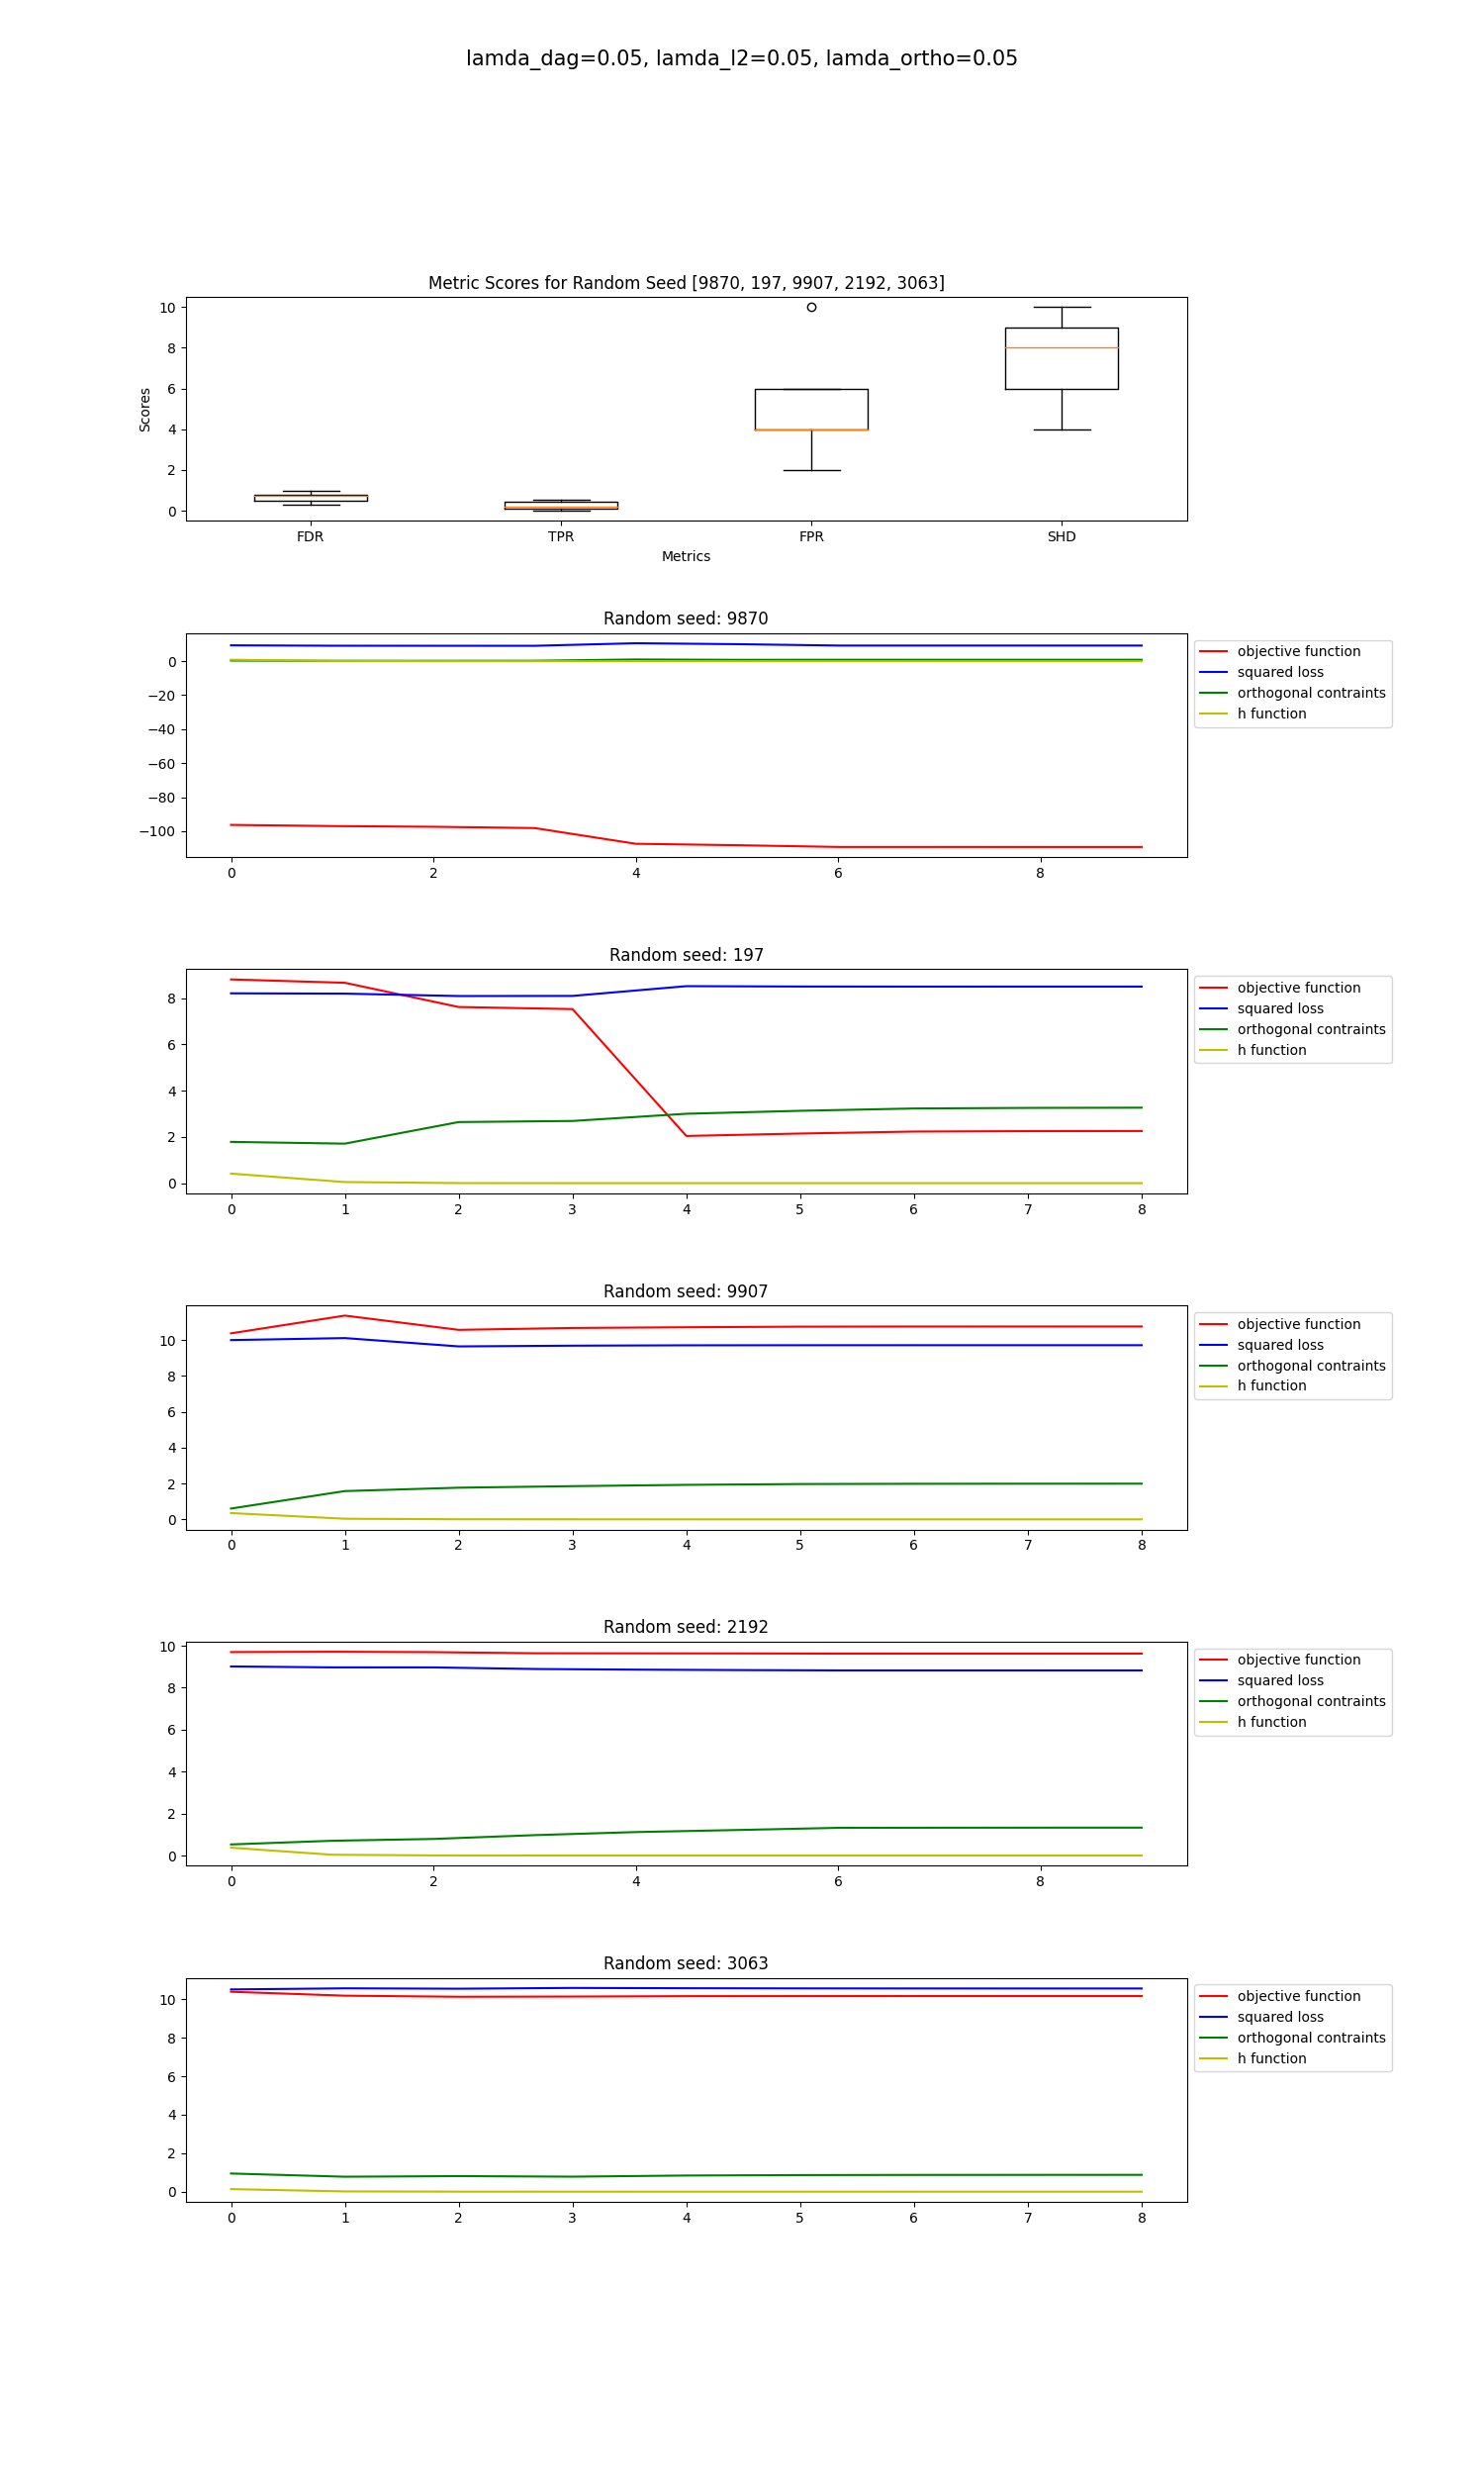 lamda_dag=0.05, lamda_l2=0.05, lamda_ortho=0.05
Metric Scores for Random Seed [9870, 197, 9907, 2192, 3063]
10
8
6
4
2
0
Scores
FDR TPR FPR SHD
Metrics
Random seed: 9870
0
−20
−40
−60
−80
−100
0 2 4 6 8
objective function
squared loss
orthogonal contraints
h function
Random seed: 197
8
6
4
2
0
0 1 2 3 4 5 6 7 8
objective function
squared loss
orthogonal contraints
h function
Random seed: 9907
10
8
6
4
2
0
0 1 2 3 4 5 6 7 8
objective function
squared loss
orthogonal contraints
h function
Random seed: 2192
10
8
6
4
2
0
0 2 4 6 8
objective function
squared loss
orthogonal contraints
h function
Random seed: 3063
10
8
6
4
2
0
0 1 2 3 4 5 6 7 8
objective function
squared loss
orthogonal contraints
h function